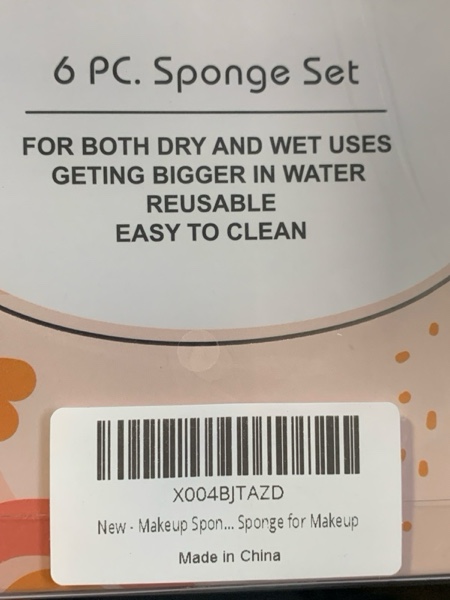 6 PC. Sponge Set
FOR BOTH DRY AND WET USES
GETING BIGGER IN WATER
REUSABLE
EASY TO CLEAN
X004BJTAZD
New - Makeup Spon... Sponge for Makeup
Made in China